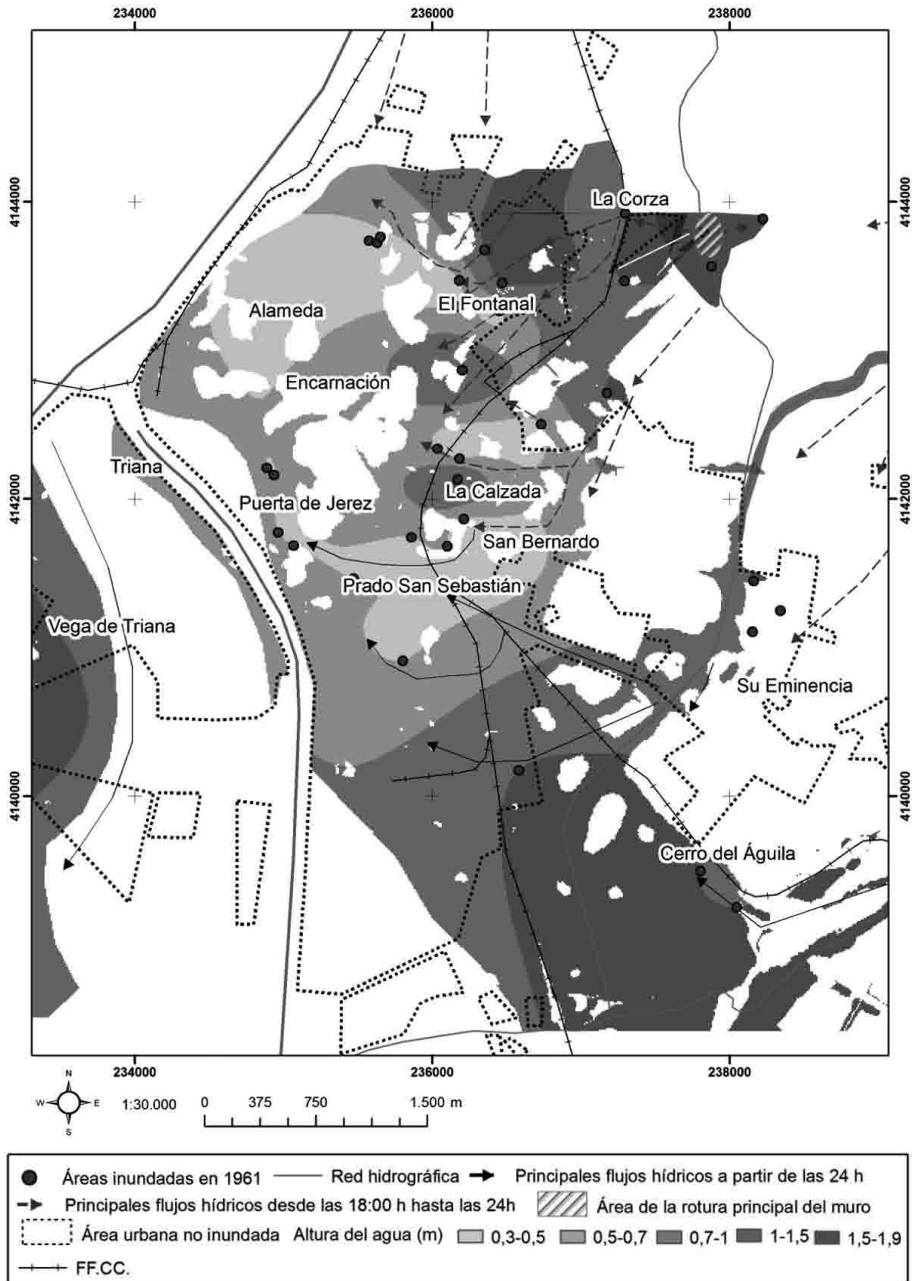 234000 236000 238000
4144000 4144000
La Corza
Alameda
El Fontanal
Encarnación
Triana
4142000 4142000
La Calzada
Puerta de Jerez
San Bernardo
Prado San Sebastián
Vega de Triana
Su Eminencia
4140000 4140000
Cerro del Águila
234000 236000 238000
N
W E
S
1:30.000 0 375 750 1.500 m
Áreas inundadas en 1961 Red hidrográfica Principales flujos hídricos a partir de las 24 h
Principales flujos hídricos desde las 18:00 h hasta las 24h Área de la rotura principal del muro
Área urbana no inundada Altura del agua (m) 0,3-0,5 0,5-0,7 0,7-1 1-1,5 1,5-1,9
FF.CC.